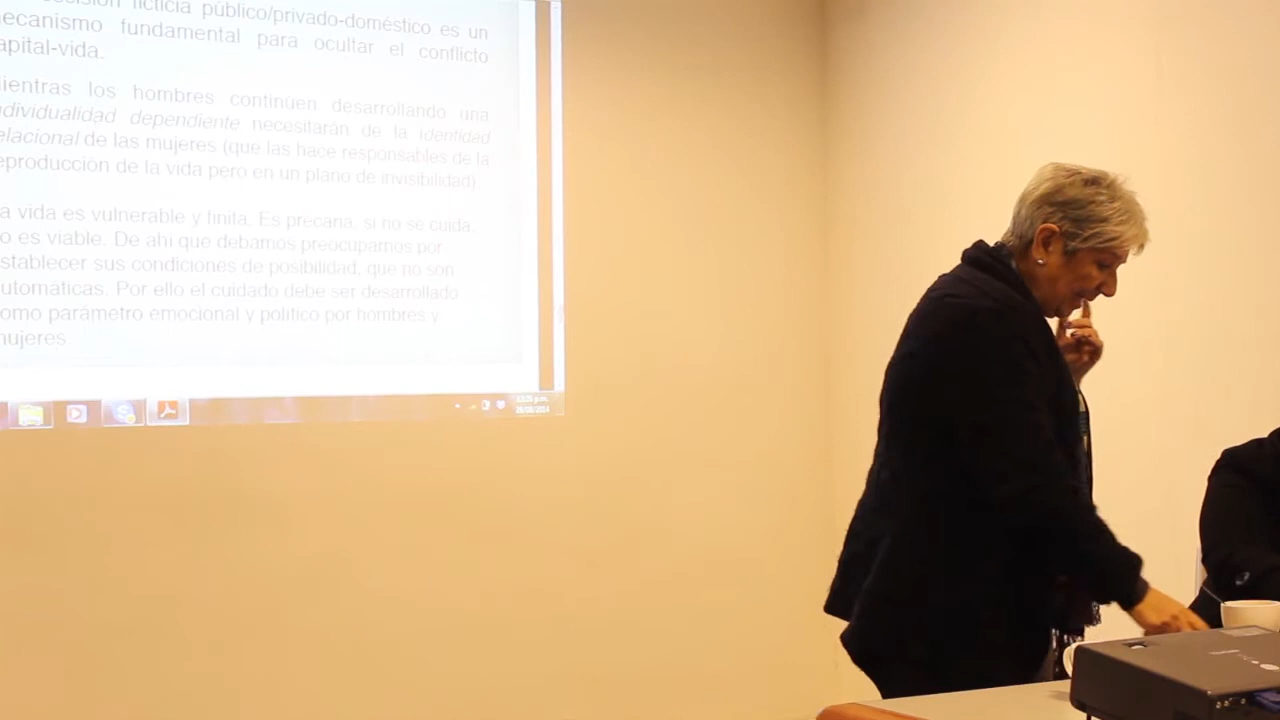 ficticia público/privado-doméstico es un
ecanismo fundamental para ocultar el conflicto
apital-vida.
ientras los hombres continúen desarrollando una
dividualidad dependiente necesitarán de la identidad
elacional de las mujeres (que las hace responsables de la
eproducción de la vida pero en un plano de invisibilidad).
a vida es vulnerable y finita. Es precaria, si no se cuida
o es viable. De ahí que debamos preocuparnos por
stablecer sus condiciones de posibilidad, que no son
utomáticas. Por ello el cuidado debe ser desarrollado
omo parámetro emocional y político por hombres y
mujeres.